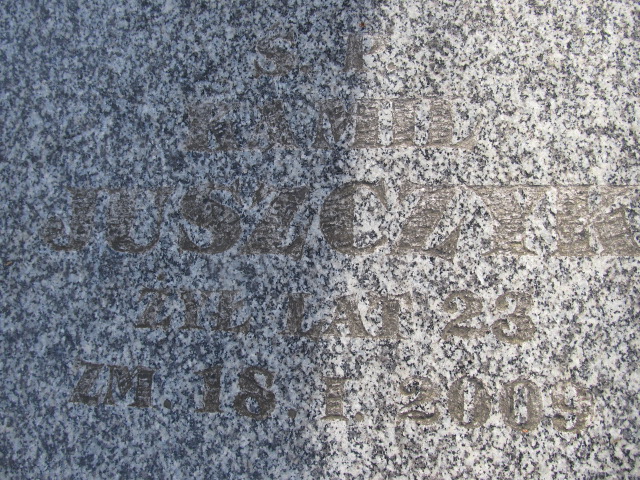 Ś. P.
KAMIL
JUSZCZYK
ŻYŁ LAT 23
ZM. 18. I. 2009